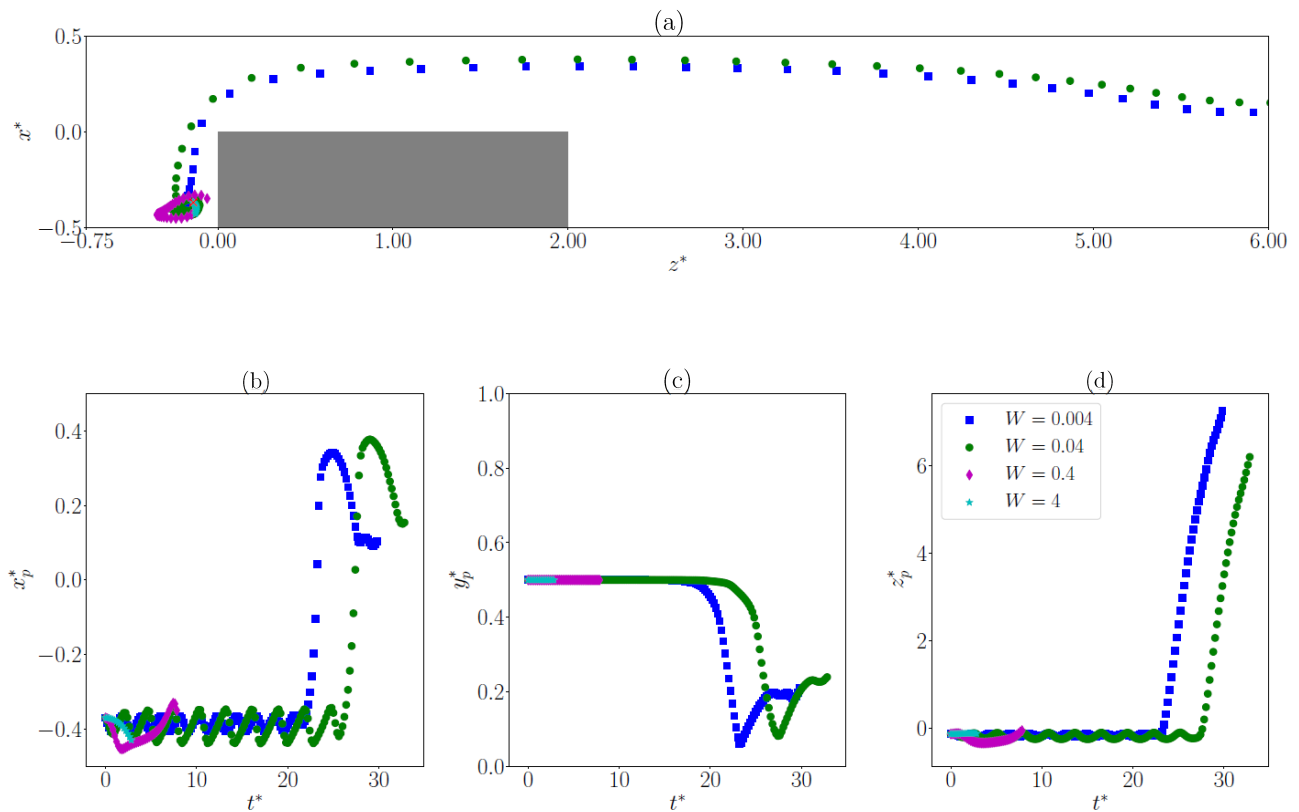 (a)
0.5
0.0
−0.5
x*
−0.75 0.00 1.00 2.00 3.00 4.00 5.00 6.00
z*
(b)
0.4
0.2
0.0
−0.2
−0.4
x*p
0 10 20 30
t*
(c)
1.0
0.8
0.6
0.4
0.2
0.0
y*p
0 10 20 30
t*
(d)
W = 0.004
W = 0.04
W = 0.4
W = 4
6
4
2
0
z*p
0 10 20 30
t*